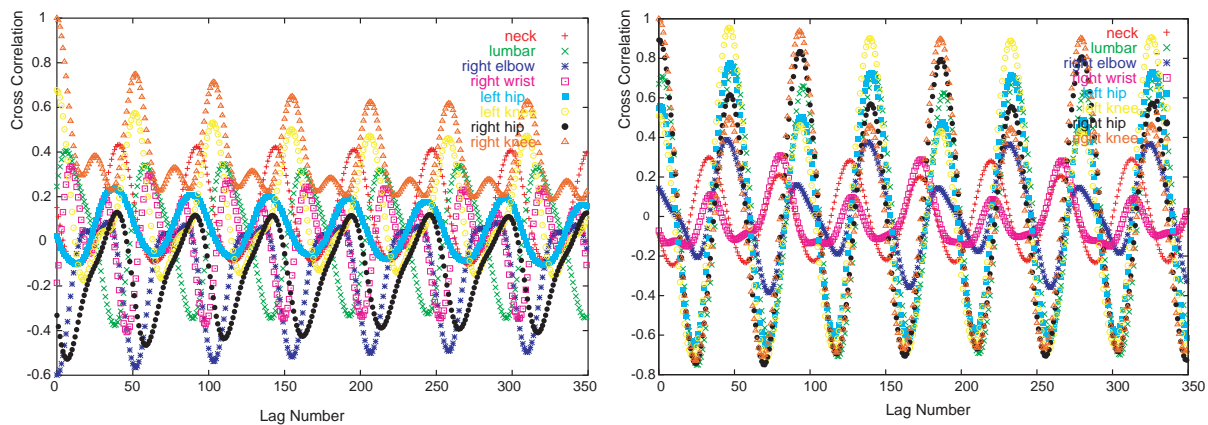 Cross Correlation
1
0.8
0.6
0.4
0.2
0
-0.2
-0.4
-0.6
0
50
100
150
200
250
300
350
Lag Number
neck
lumbar
right elbow
right wrist
left hip
left knee
right hip
right knee
Cross Correlation
1
0.8
0.6
0.4
0.2
0
-0.2
-0.4
-0.6
-0.8
0
50
100
150
200
250
300
350
Lag Number
neck
lumbar
right elbow
right wrist
left hip
left knee
right hip
right knee